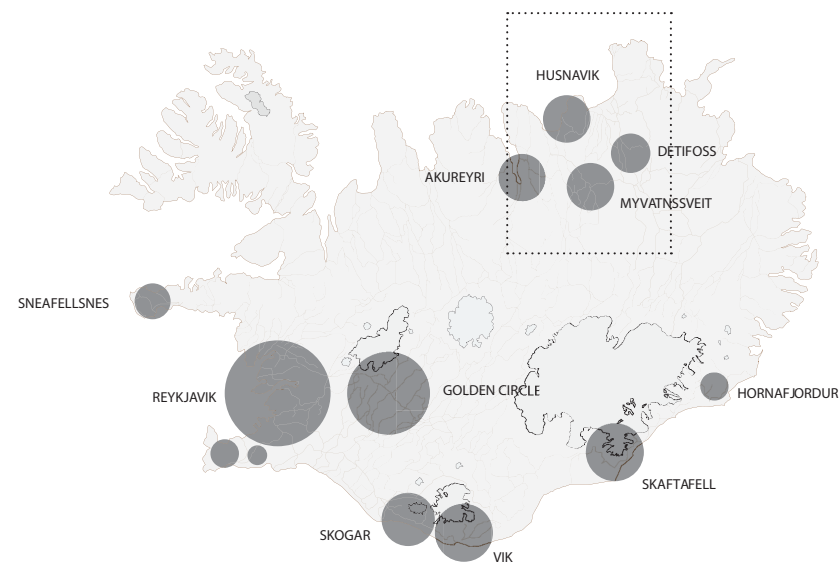 HUSNAVIK
DETIFOSS
AKUREYRI
MYVATNSSVEIT
SNEAFELLSNES
REYKJAVIK
GOLDEN CIRCLE
HORNAFJORDUR
SKAFTAFELL
SKOGAR
VIK